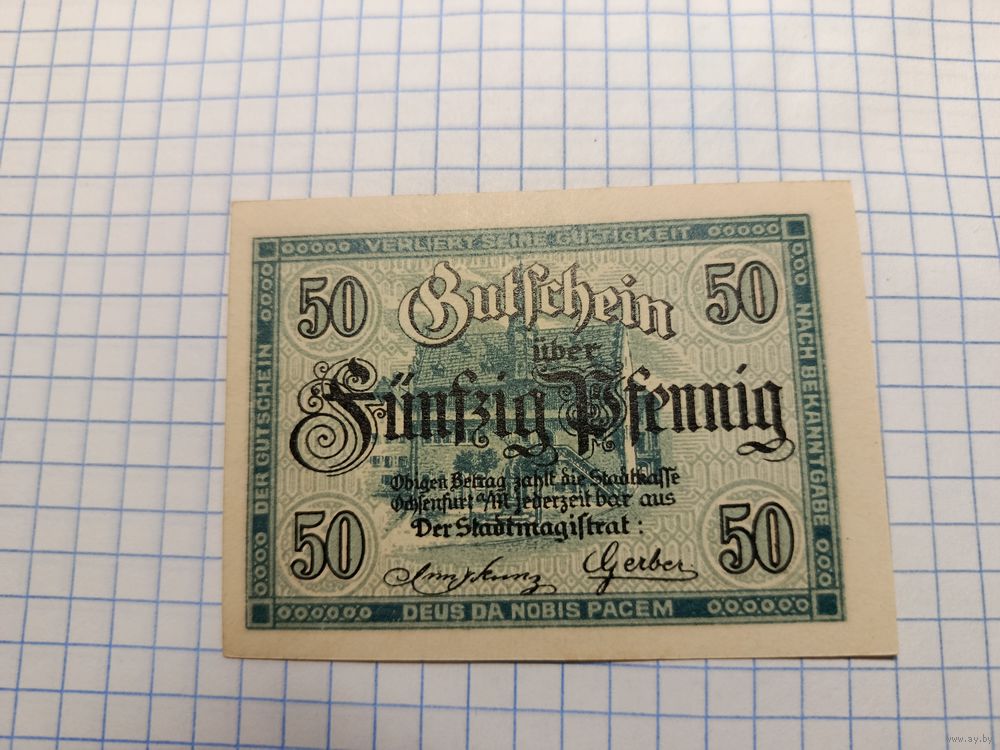 VERLIERT SEINE GÜLTIGKEIT
50 50
Gutschein
über
Fünfzig Pfennig
DER GUTSCHEIN
NACH BEKANNTGABE
Obigen Betrag zahlt die Stadtkasse
Ochsenfurt a/M jederzeit bar aus
Der Stadtmagistrat:
50 50
Gerber
DEUS DA NOBIS PACEM
www.ay.by